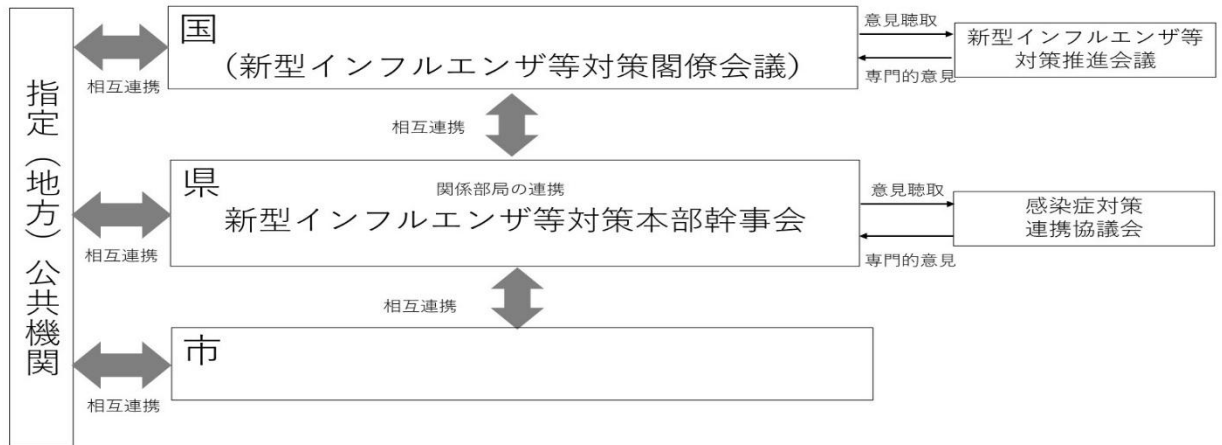 指定（地方）公共機関
国
（新型インフルエンザ等対策閣僚会議）
相互連携
意見聴取
専門的意見
新型インフルエンザ等
対策推進会議
相互連携
県
関係部局の連携
新型インフルエンザ等対策本部幹事会
相互連携
意見聴取
専門的意見
感染症対策
連携協議会
相互連携
市
相互連携